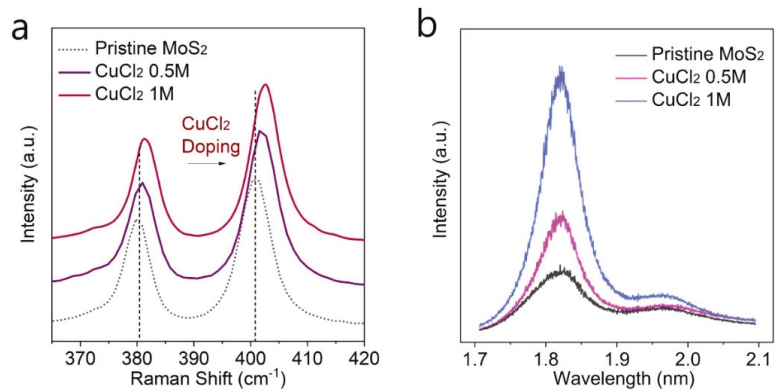 a
Pristine MoS₂
CuCl₂ 0.5M
CuCl₂ 1M
CuCl₂
Doping
Intensity (a.u.)
370 380 390 400 410 420
Raman Shift (cm⁻¹)
b
Pristine MoS₂
CuCl₂ 0.5M
CuCl₂ 1M
Intensity (a.u.)
1.7 1.8 1.9 2.0 2.1
Wavelength (nm)